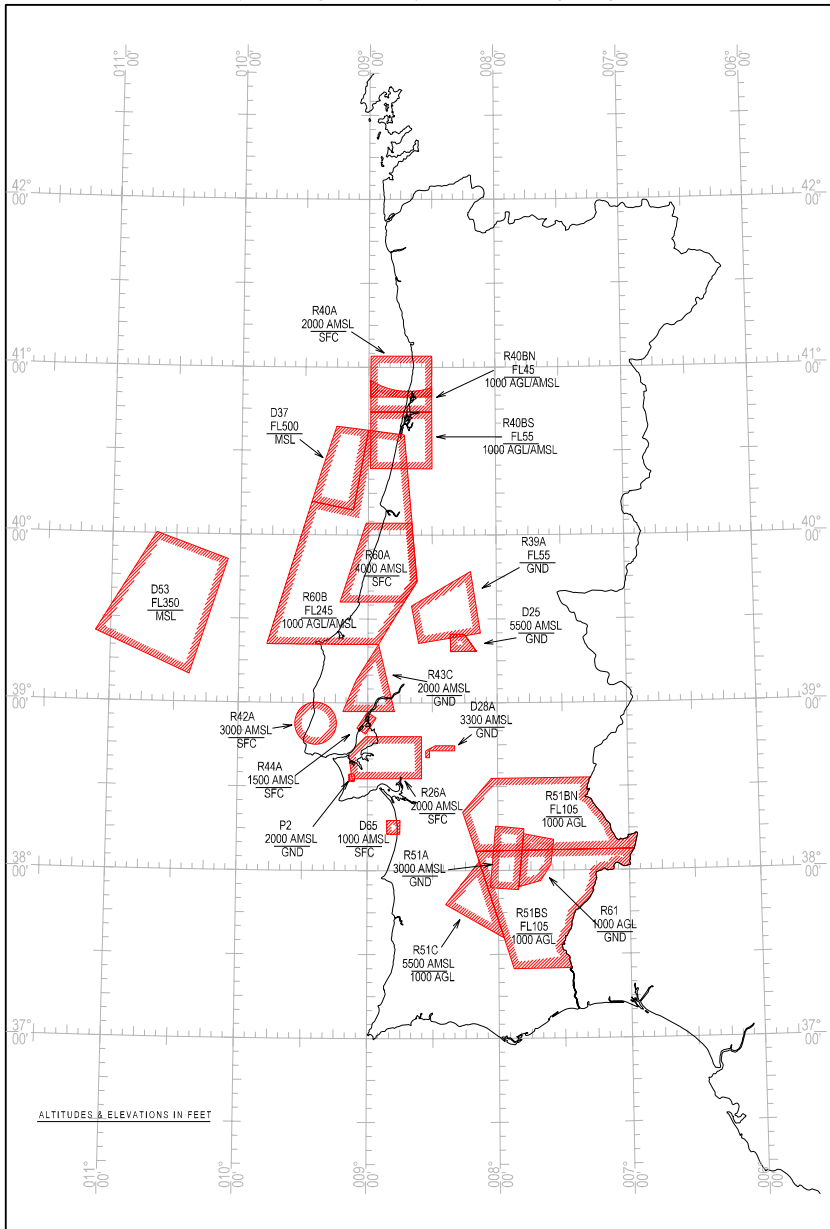 011° 00'
010° 00'
009° 00'
008° 00'
007° 00'
006° 00'
42° 00'
42° 00'
R40A
2000 AMSL
SFC
41° 00'
41° 00'
R40BN
FL45
1000 AGL/AMSL
D37
FL500
MSL
R40BS
FL55
1000 AGL/AMSL
40° 00'
40° 00'
R39A
FL55
GND
R60A
4000 AMSL
SFC
D53
FL350
MSL
R60B
FL245
1000 AGL/AMSL
D25
5500 AMSL
GND
39° 00'
39° 00'
R43C
2000 AMSL
GND
D28A
3300 AMSL
GND
R42A
3000 AMSL
SFC
R44A
1500 AMSL
SFC
R26A
2000 AMSL
SFC
R51BN
FL105
1000 AGL
P2
2000 AMSL
GND
D65
1000 AMSL
SFC
38° 00'
38° 00'
R51A
3000 AMSL
GND
R61
1000 AGL
GND
R51BS
FL105
1000 AGL
R51C
5500 AMSL
1000 AGL
37° 00'
37° 00'
ALTITUDES & ELEVATIONS IN FEET
011° 00'
010° 00'
009° 00'
008° 00'
007° 00'
006° 00'